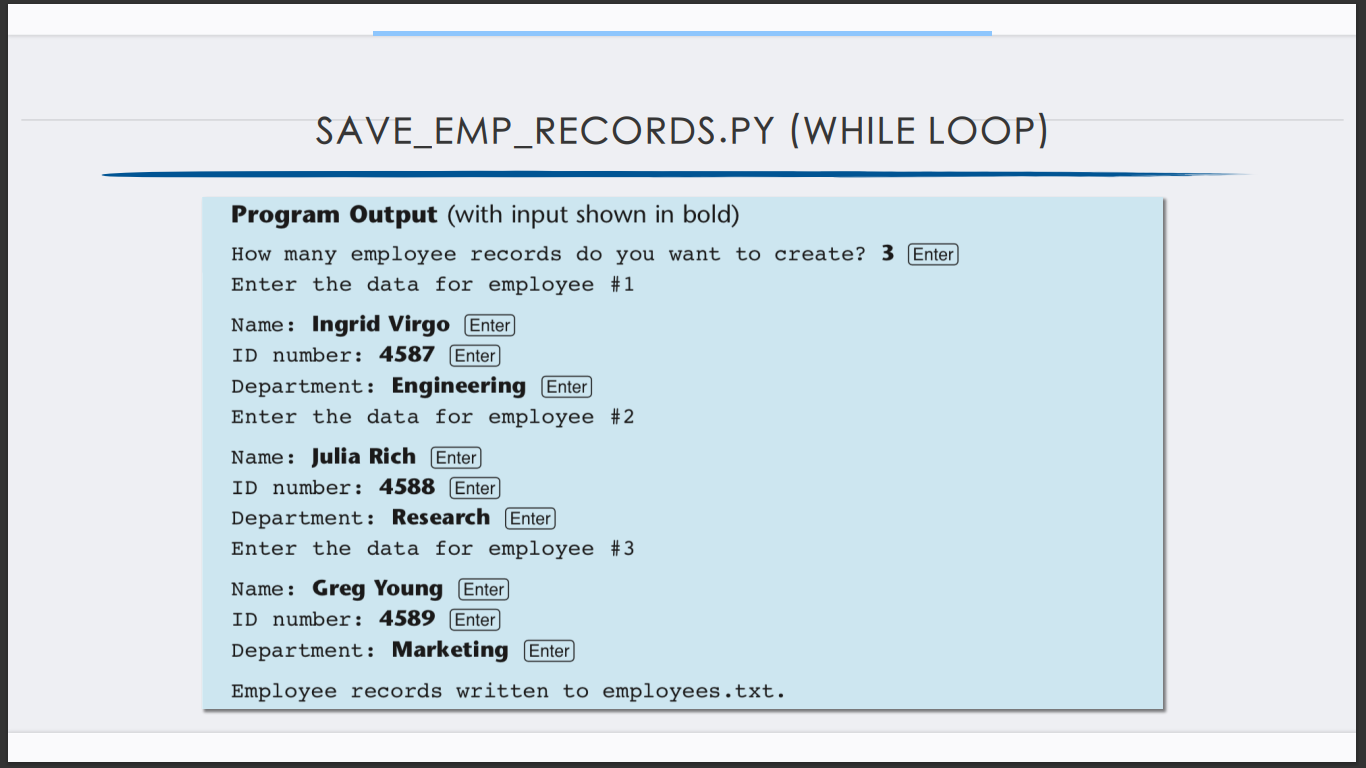 SAVE_EMP_RECORDS.PY (WHILE LOOP)
Program Output (with input shown in bold)
How many employee records do you want to create? 3 Enter
Enter the data for employee #1
Name: Ingrid Virgo Enter
ID number: 4587 Enter
Department: Engineering Enter
Enter the data for employee #2
Name: Julia Rich Enter
ID number: 4588 Enter
Department: Research Enter
Enter the data for employee #3
Name: Greg Young Enter
ID number: 4589 Enter
Department: Marketing Enter
Employee records written to employees.txt.